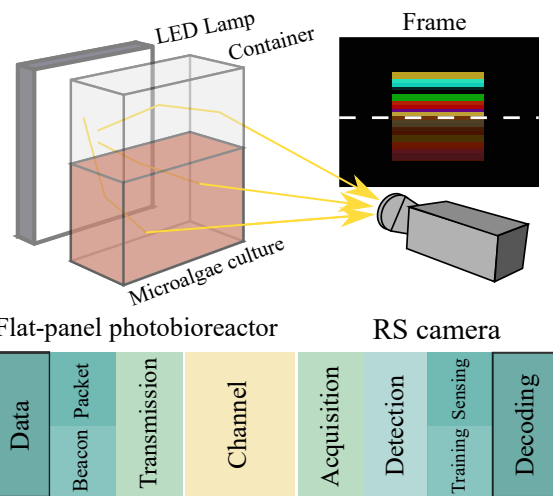 LED Lamp
Container
Frame
Microalgae culture
Flat-panel photobioreactor
RS camera
Data
Packet
Beacon
Transmission
Channel
Acquisition
Detection
Sensing
Training
Decoding